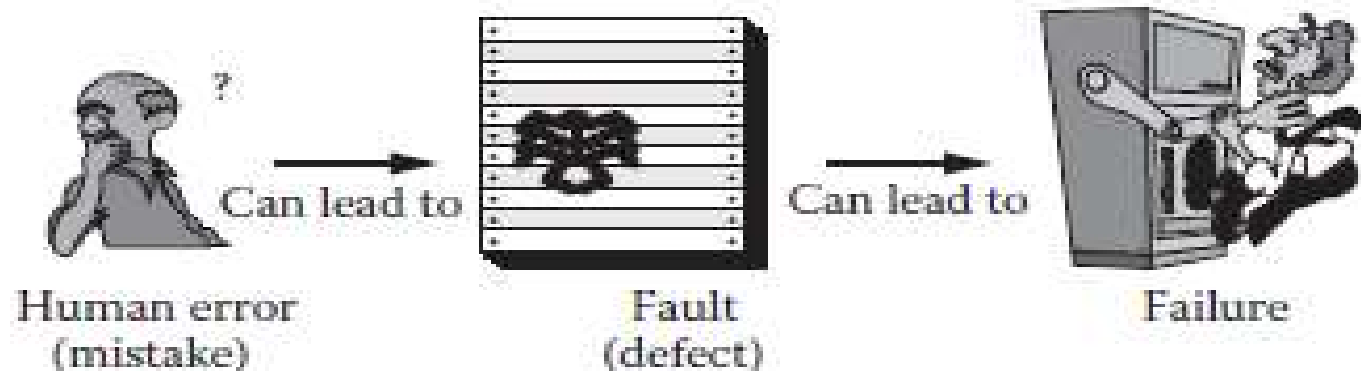 ?
Can lead to
Can lead to
Human error
(mistake)
Fault
(defect)
Failure